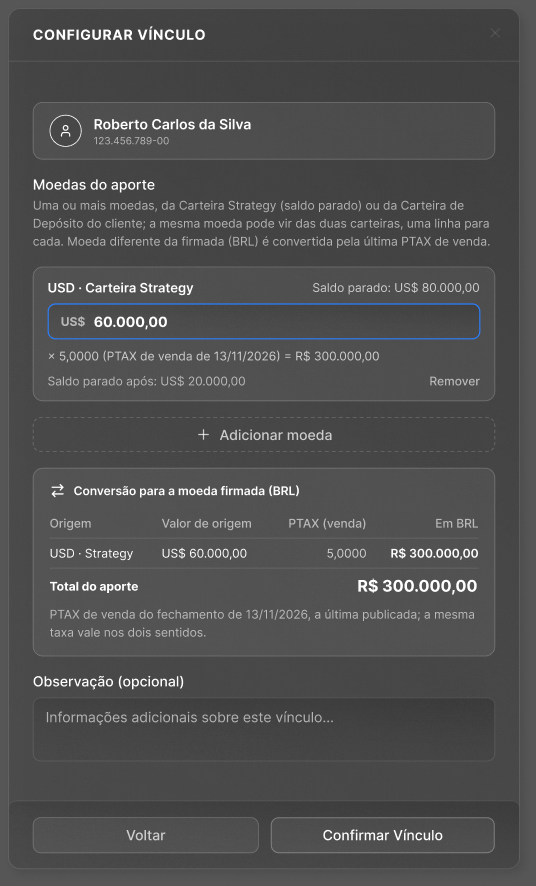 CONFIGURAR VÍNCULO
Roberto Carlos da Silva
123.456.789-00
Moedas do aporte
Uma ou mais moedas, da Carteira Strategy (saldo parado) ou da Carteira de
Depósito do cliente; a mesma moeda pode vir das duas carteiras, uma linha para
cada. Moeda diferente da firmada (BRL) é convertida pela última PTAX de venda.
USD · Carteira Strategy Saldo parado: US$ 80.000,00
US$ 60.000,00
× 5,0000 (PTAX de venda de 13/11/2026) = R$ 300.000,00
Saldo parado após: US$ 20.000,00 Remover
+ Adicionar moeda
Conversão para a moeda firmada (BRL)
Origem Valor de origem PTAX (venda) Em BRL
USD · Strategy US$ 60.000,00 5,0000 R$ 300.000,00
Total do aporte R$ 300.000,00
PTAX de venda do fechamento de 13/11/2026, a última publicada; a mesma
taxa vale nos dois sentidos.
Observação (opcional)
Informações adicionais sobre este vínculo...
Voltar Confirmar Vínculo